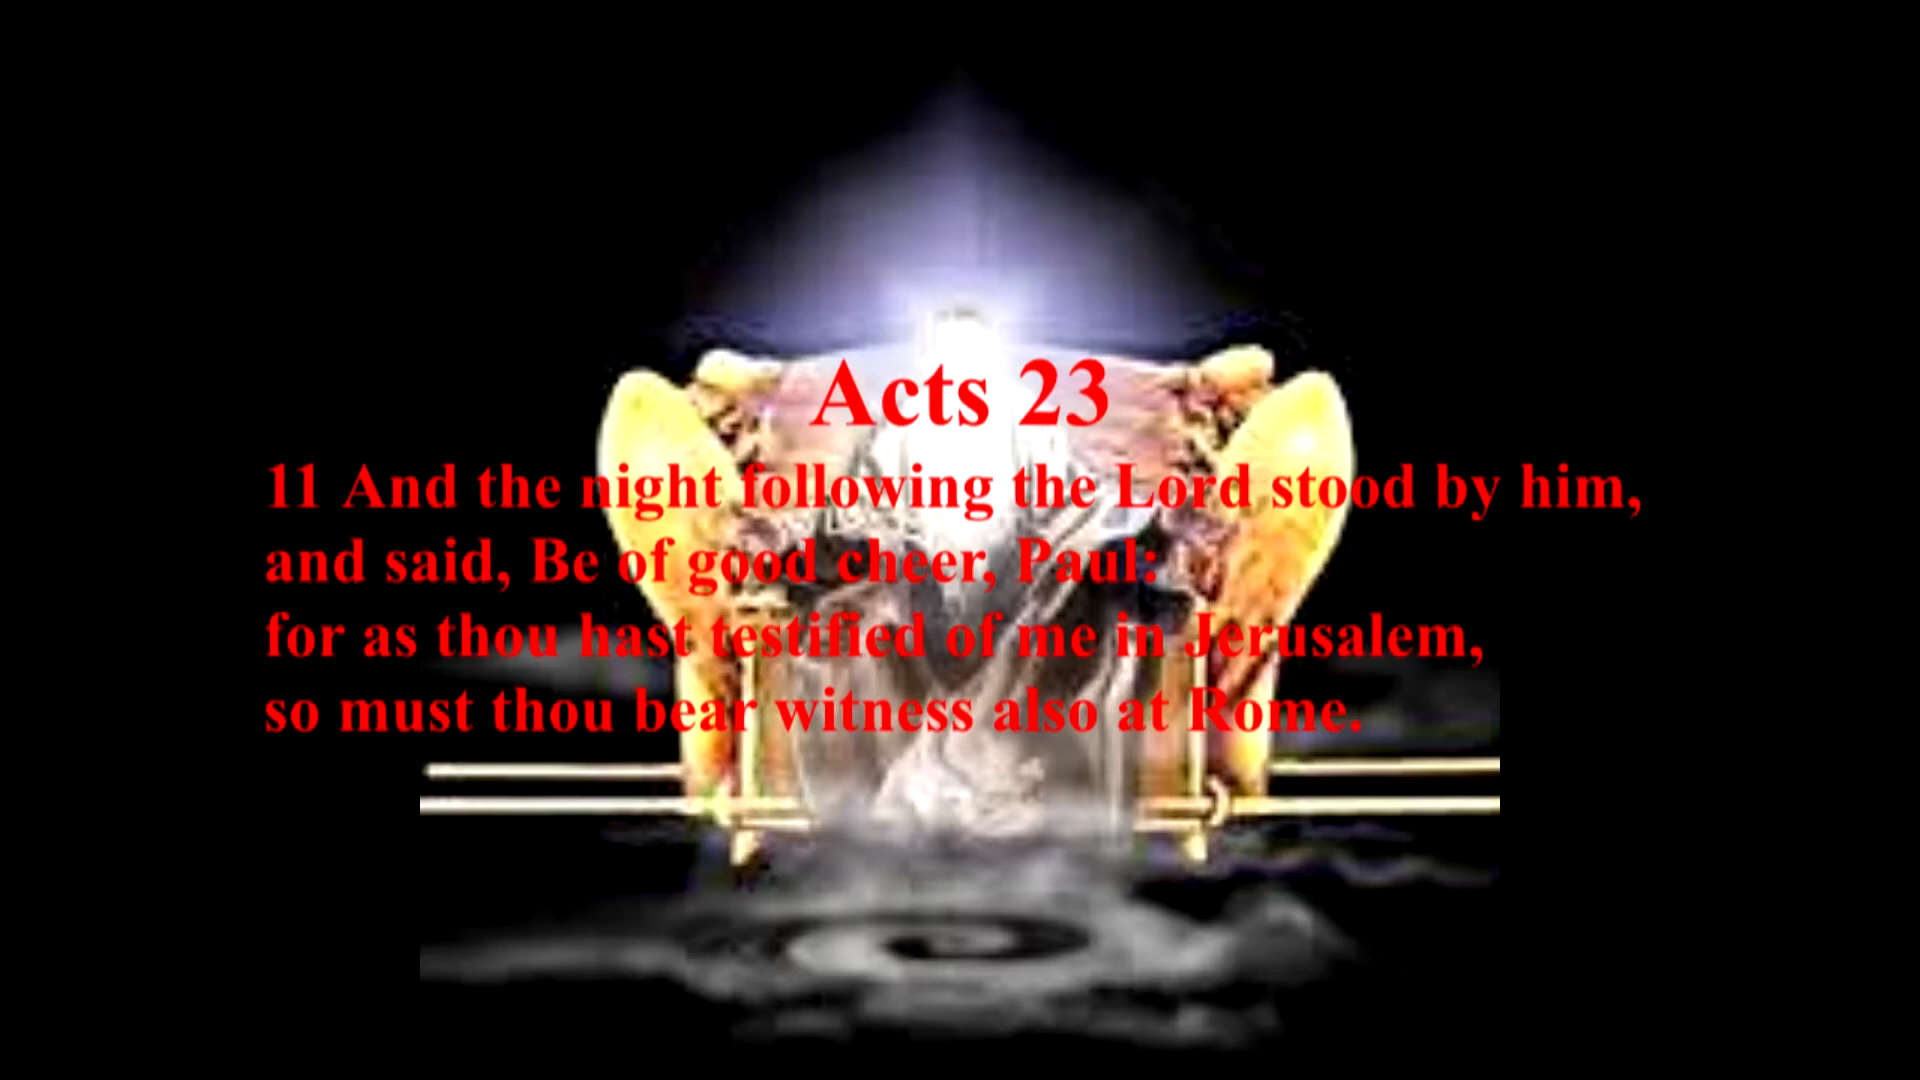 Acts 23
11 And the night following the Lord stood by him,
and said, Be of good cheer, Paul:
for as thou hast testified of me in Jerusalem,
so must thou bear witness also at Rome.